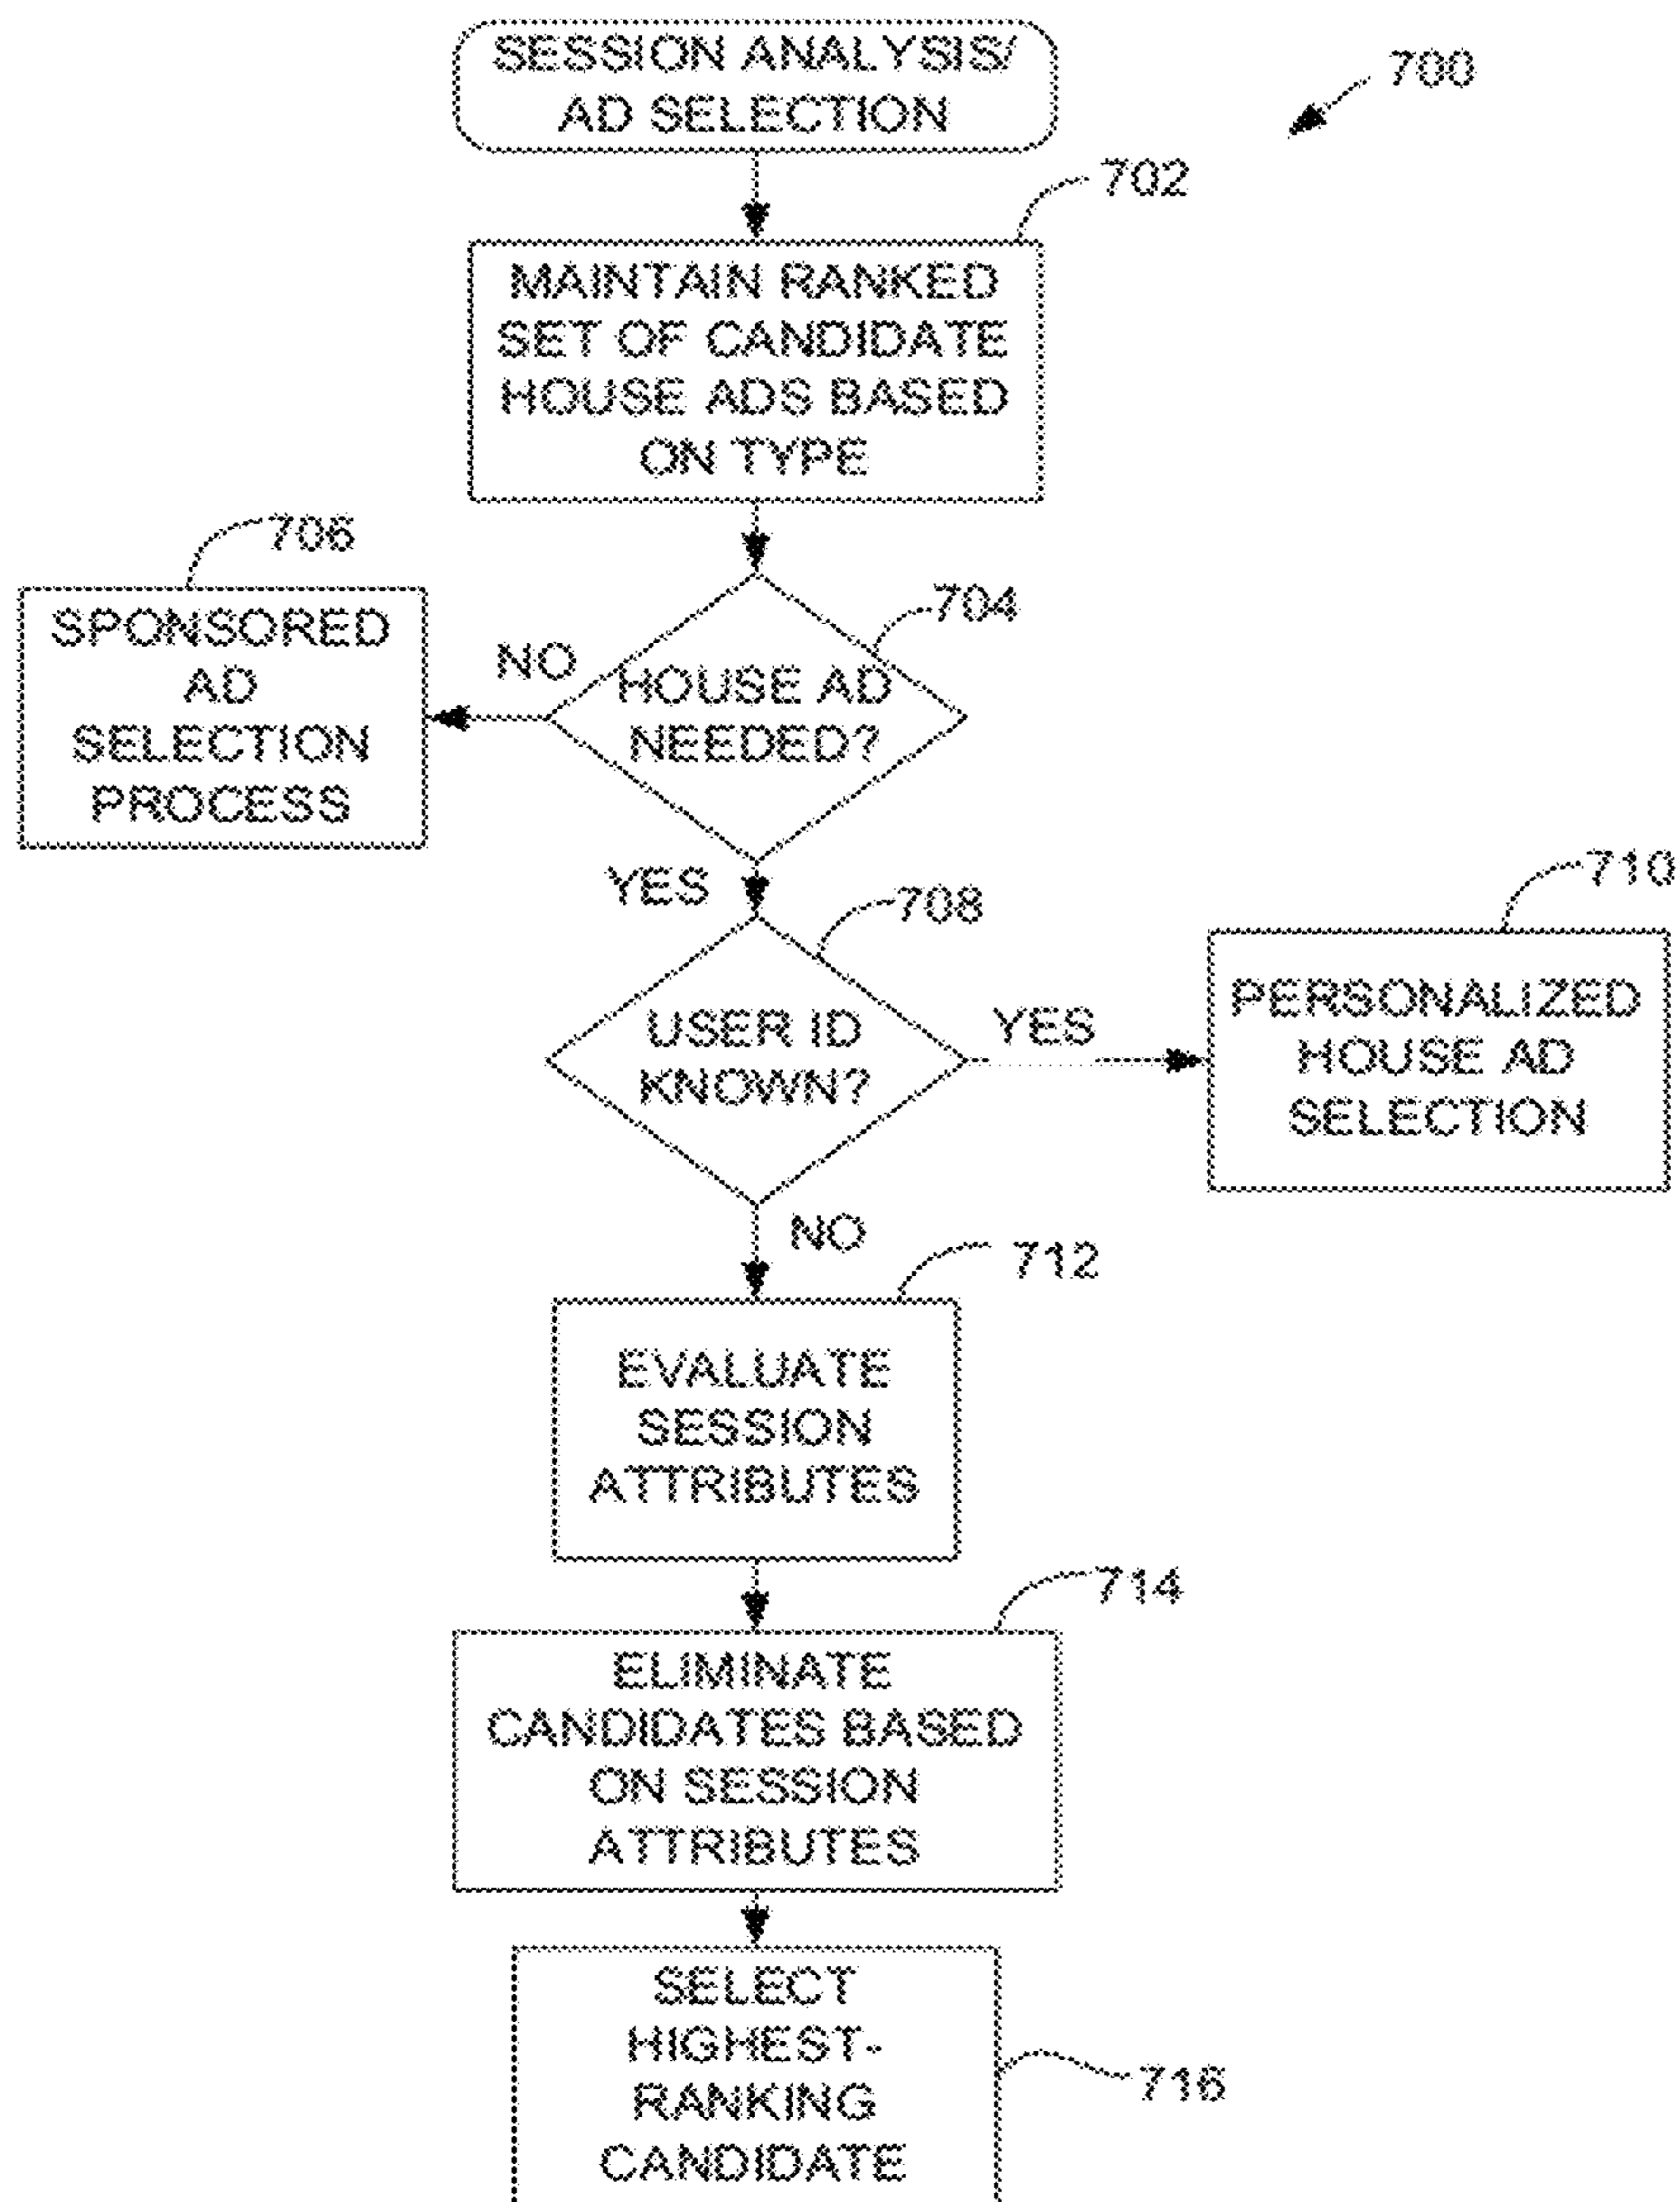 SESSION ANALYSIS/
AD SELECTION
700
702
MAINTAIN RANKED
SET OF CANDIDATE
HOUSE ADS BASED
ON TYPE
706
SPONSORED
AD
SELECTION
PROCESS
NO
704
HOUSE AD
NEEDED?
YES
708
USER ID
KNOWN?
YES
710
PERSONALIZED
HOUSE AD
SELECTION
NO
712
EVALUATE
SESSION
ATTRIBUTES
714
ELIMINATE
CANDIDATES BASED
ON SESSION
ATTRIBUTES
SELECT
HIGHEST-
RANKING
CANDIDATE
716